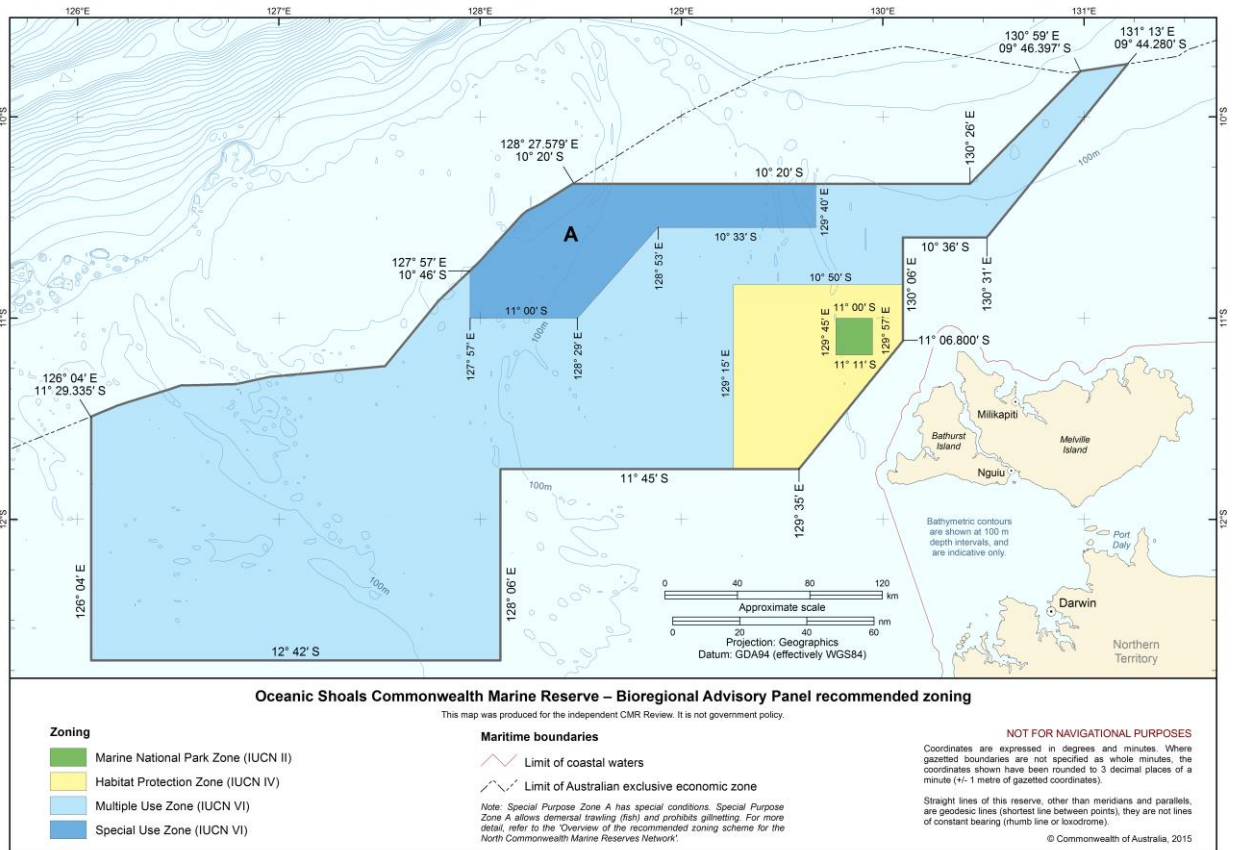 126°E
127°E
128°E
129°E
130°E
131°E
130° 59' E
09° 46.397' S
131° 13' E
09° 44.280' S
10°S
10°S
128° 27.579' E
10° 20' S
130° 26' E
100m
10° 20' S
129° 40' E
A
10° 33' S
128° 53' E
10° 36' S
127° 57' E
10° 46' S
130° 06' E
130° 31' E
10° 50' S
11°S
11°S
11° 00' S
11° 00' S
100m
129° 45' E
129° 57' E
11° 06.800' S
127° 57' E
128° 29' E
129° 15' E
11° 11' S
126° 04' E
11° 29.335' S
Milikapiti
Bathurst
Island
Melville
Island
Nguiu
11° 45' S
100m
129° 35' E
12°S
12°S
Bathymetric contours
are shown at 100 m
depth intervals, and
are indicative only.
Port
Daly
126° 04' E
100m
128° 06' E
0 40 80 120
km
Approximate scale
nm
0 20 40 60
Projection: Geographics
Datum: GDA94 (effectively WGS84)
Darwin
Northern
Territory
12° 42' S
Oceanic Shoals Commonwealth Marine Reserve – Bioregional Advisory Panel recommended zoning
This map was produced for the independent CMR Review. It is not government policy.
Zoning
Marine National Park Zone (IUCN II)
Habitat Protection Zone (IUCN IV)
Multiple Use Zone (IUCN VI)
Special Use Zone (IUCN VI)
Maritime boundaries
Limit of coastal waters
Limit of Australian exclusive economic zone
Note: Special Purpose Zone A has special conditions. Special Purpose
Zone A allows demersal trawling (fish) and prohibits gillnetting. For more
detail, refer to the 'Overview of the recommended zoning scheme for the
North Commonwealth Marine Reserves Network'.
NOT FOR NAVIGATIONAL PURPOSES
Coordinates are expressed in degrees and minutes. Where
gazetted boundaries are not specified as whole minutes, the
coordinates shown have been rounded to 3 decimal places of a
minute (+/- 1 metre of gazetted coordinates).
Straight lines of this reserve, other than meridians and parallels,
are geodesic lines (shortest line between points), they are not lines
of constant bearing (rhumb line or loxodrome).
© Commonwealth of Australia, 2015